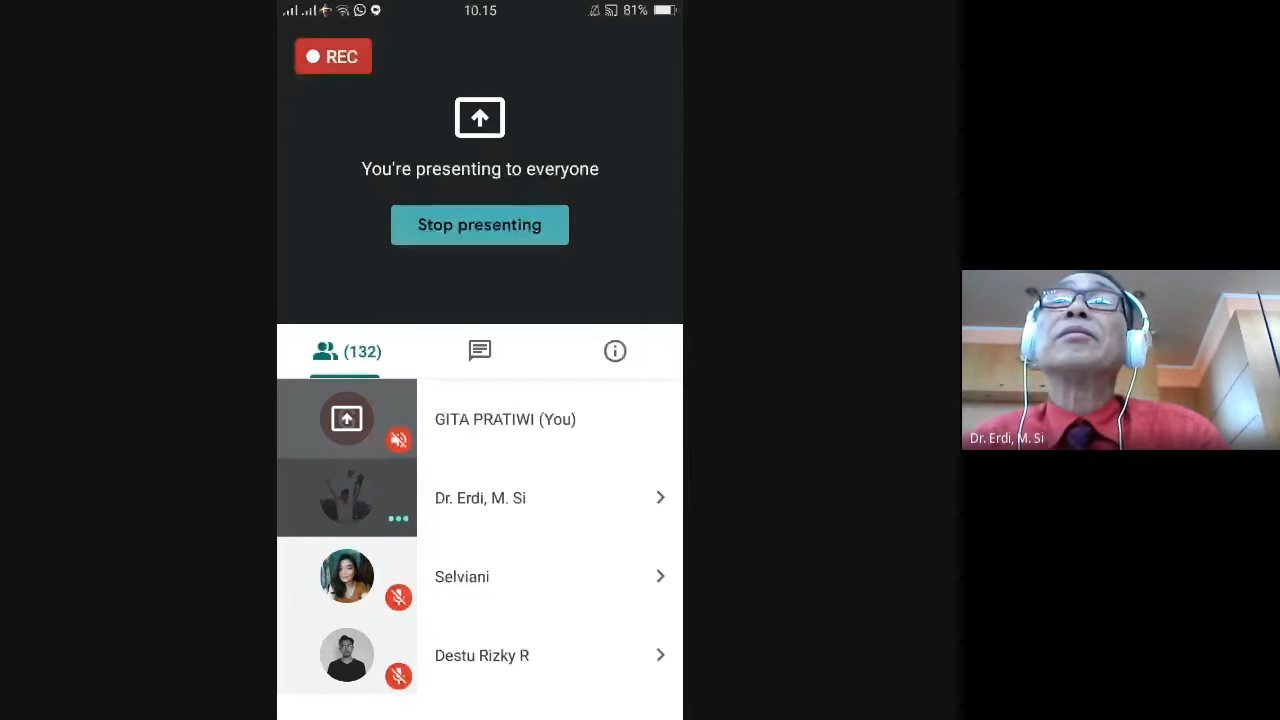 10.15
81%
REC
You're presenting to everyone
Stop presenting
(132)
GITA PRATIWI (You)
Dr. Erdi, M. Si
Selviani
Destu Rizky R
Dr. Erdi, M. Si